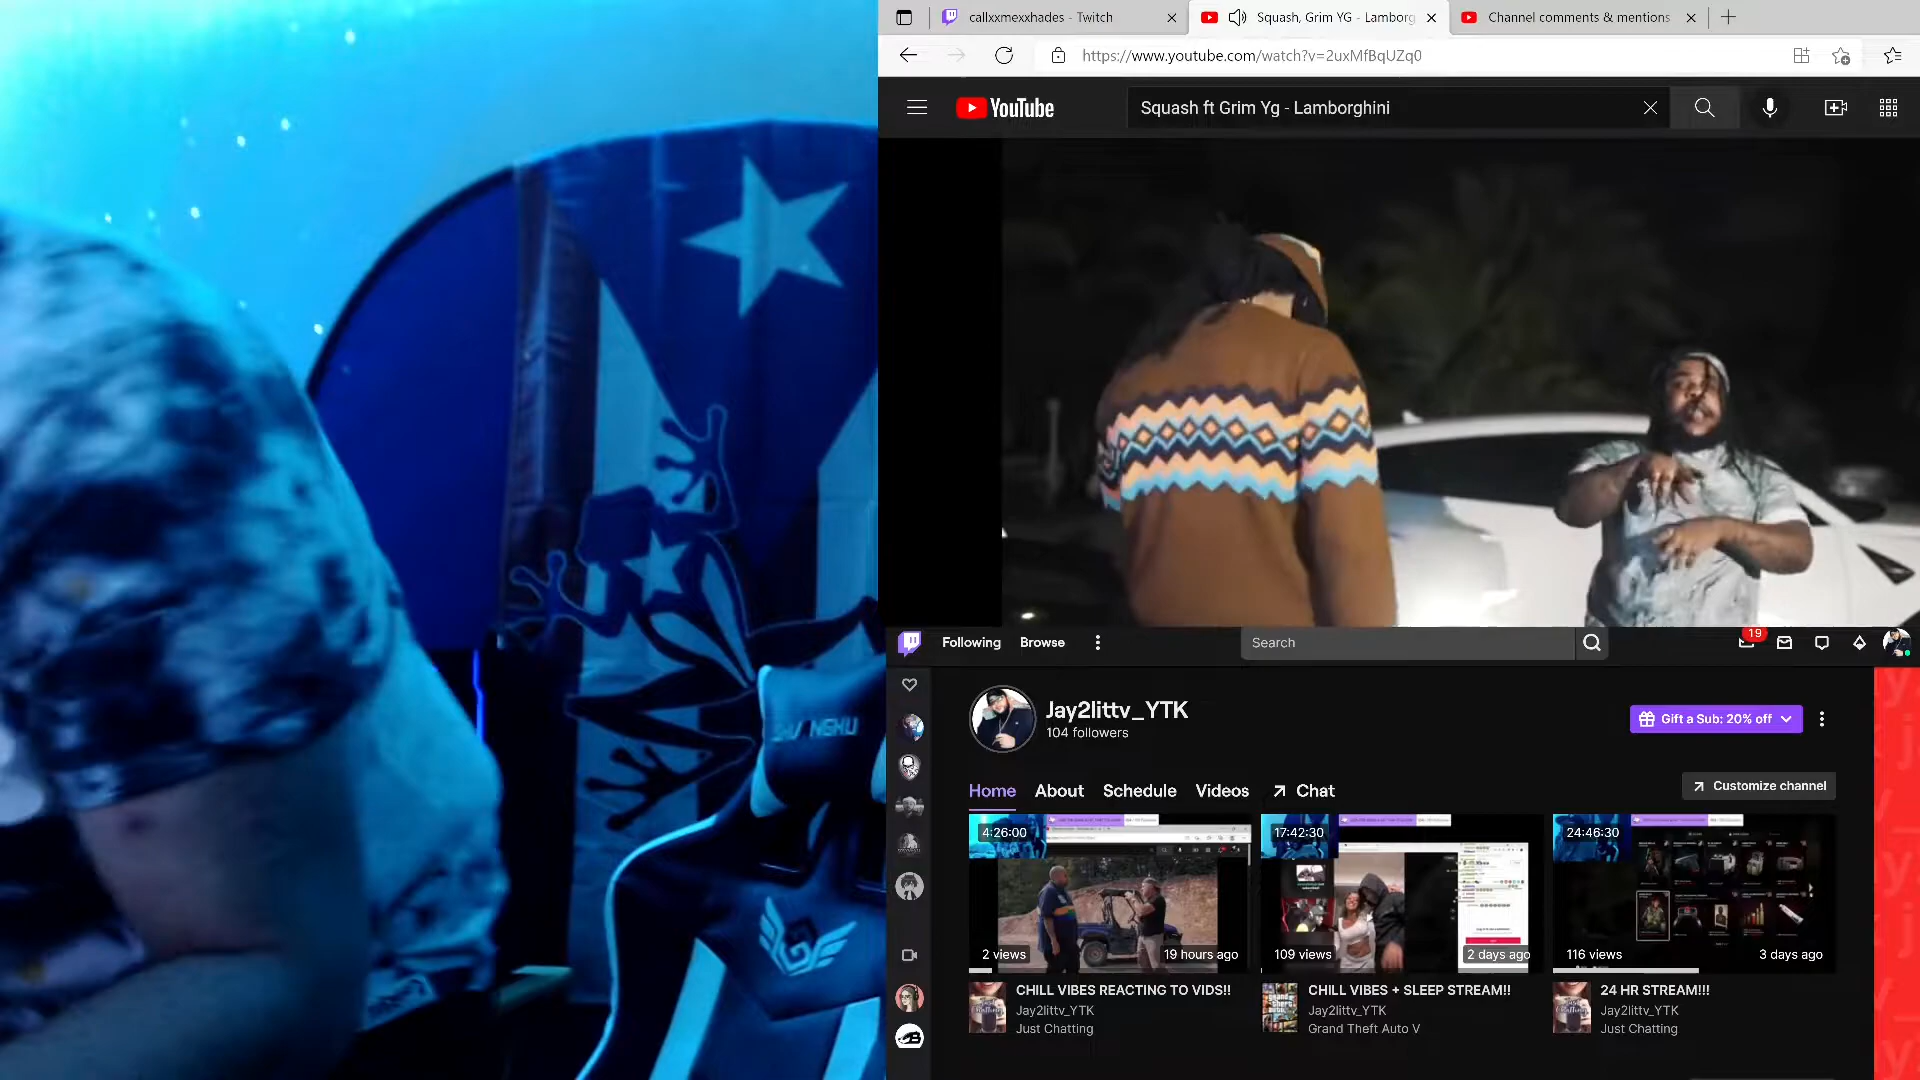 callxxmexxhades - Twitch
Squash, Grim YG - Lamborg
Channel comments & mentions
https://www.youtube.com/watch?v=2uxMfBqUZq0
YouTube
Squash ft Grim Yg - Lamborghini
Following
Browse
Search
19
Jay2littv_YTK
104 followers
Gift a Sub: 20% off
Home
About
Schedule
Videos
Chat
Customize channel
4:26:00
17:42:30
24:46:30
2 views
19 hours ago
109 views
2 days ago
116 views
3 days ago
CHILL VIBES REACTING TO VIDS!!
Jay2littv_YTK
Just Chatting
CHILL VIBES + SLEEP STREAM!!
Jay2littv_YTK
Grand Theft Auto V
24 HR STREAM!!!
Jay2littv_YTK
Just Chatting